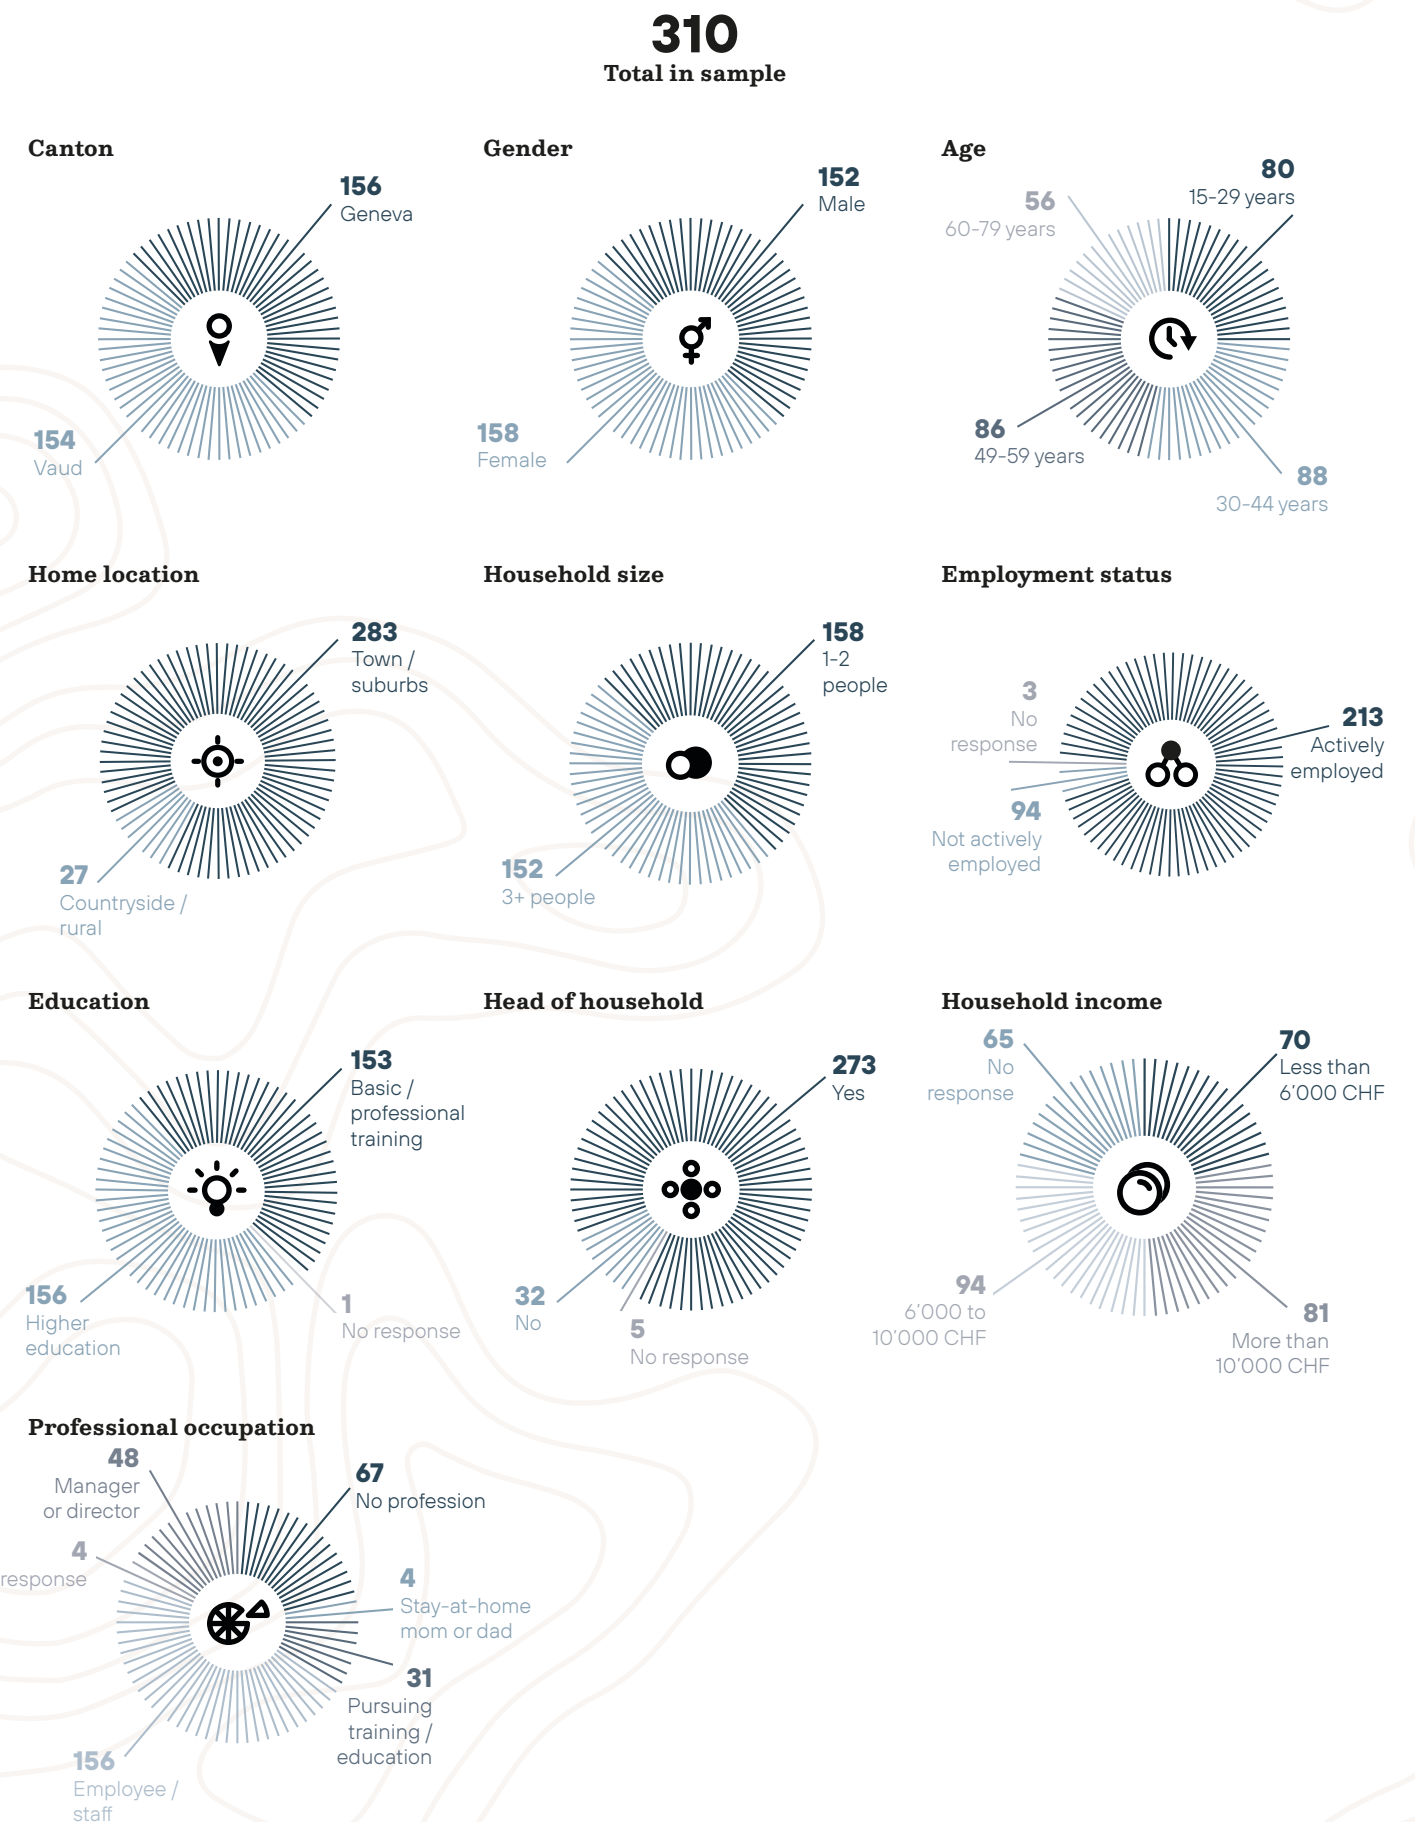 310
Total in sample
Canton
156
Geneva
154
Vaud
Gender
152
Male
158
Female
Age
80
15-29 years
56
60-79 years
86
49-59 years
88
30-44 years
Home location
283
Town /
suburbs
27
Countryside /
rural
Household size
158
1-2
people
152
3+ people
Employment status
3
No
response
213
Actively
employed
94
Not actively
employed
Education
153
Basic /
professional
training
156
Higher
education
1
No response
Head of household
273
Yes
32
No
5
No response
Household income
65
No
response
70
Less than
6’000 CHF
94
6’000 to
10’000 CHF
81
More than
10’000 CHF
Professional occupation
48
Manager
or director
67
No profession
4
response
4
Stay-at-home
mom or dad
31
Pursuing
training /
education
156
Employee /
staff